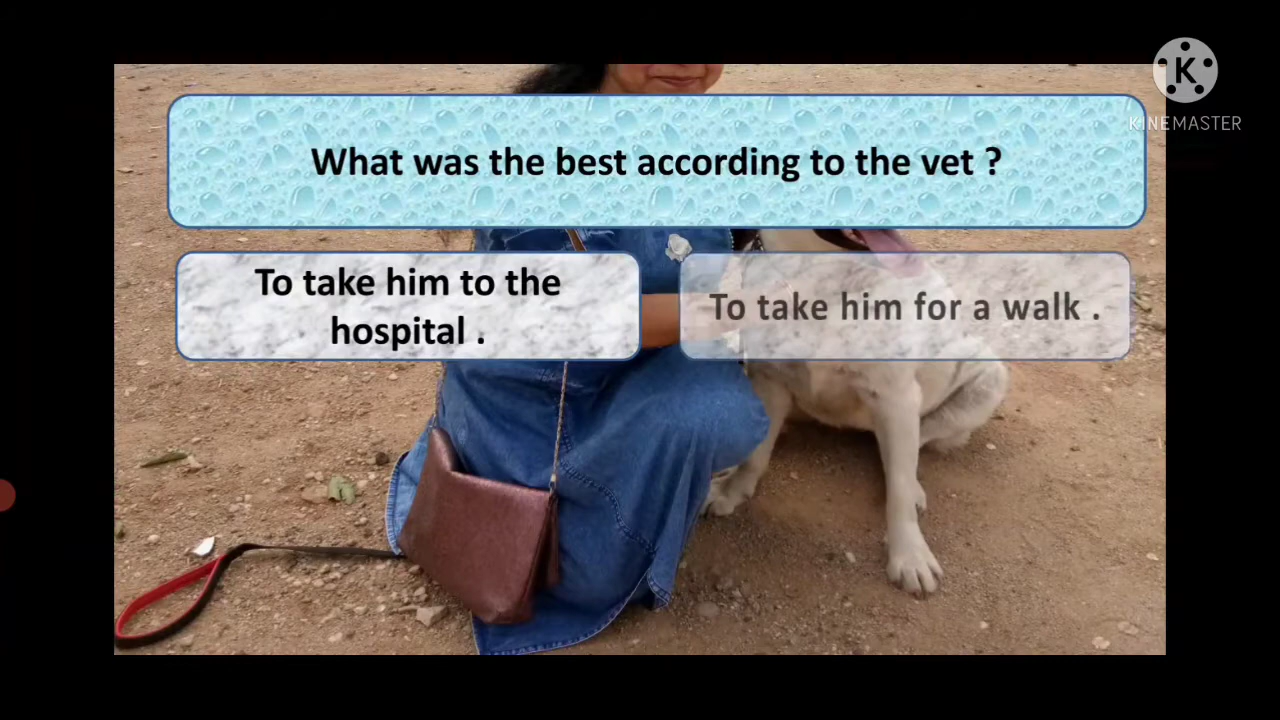 KINEMASTER
What was the best according to the vet ?
To take him to the
hospital .
To take him for a walk .